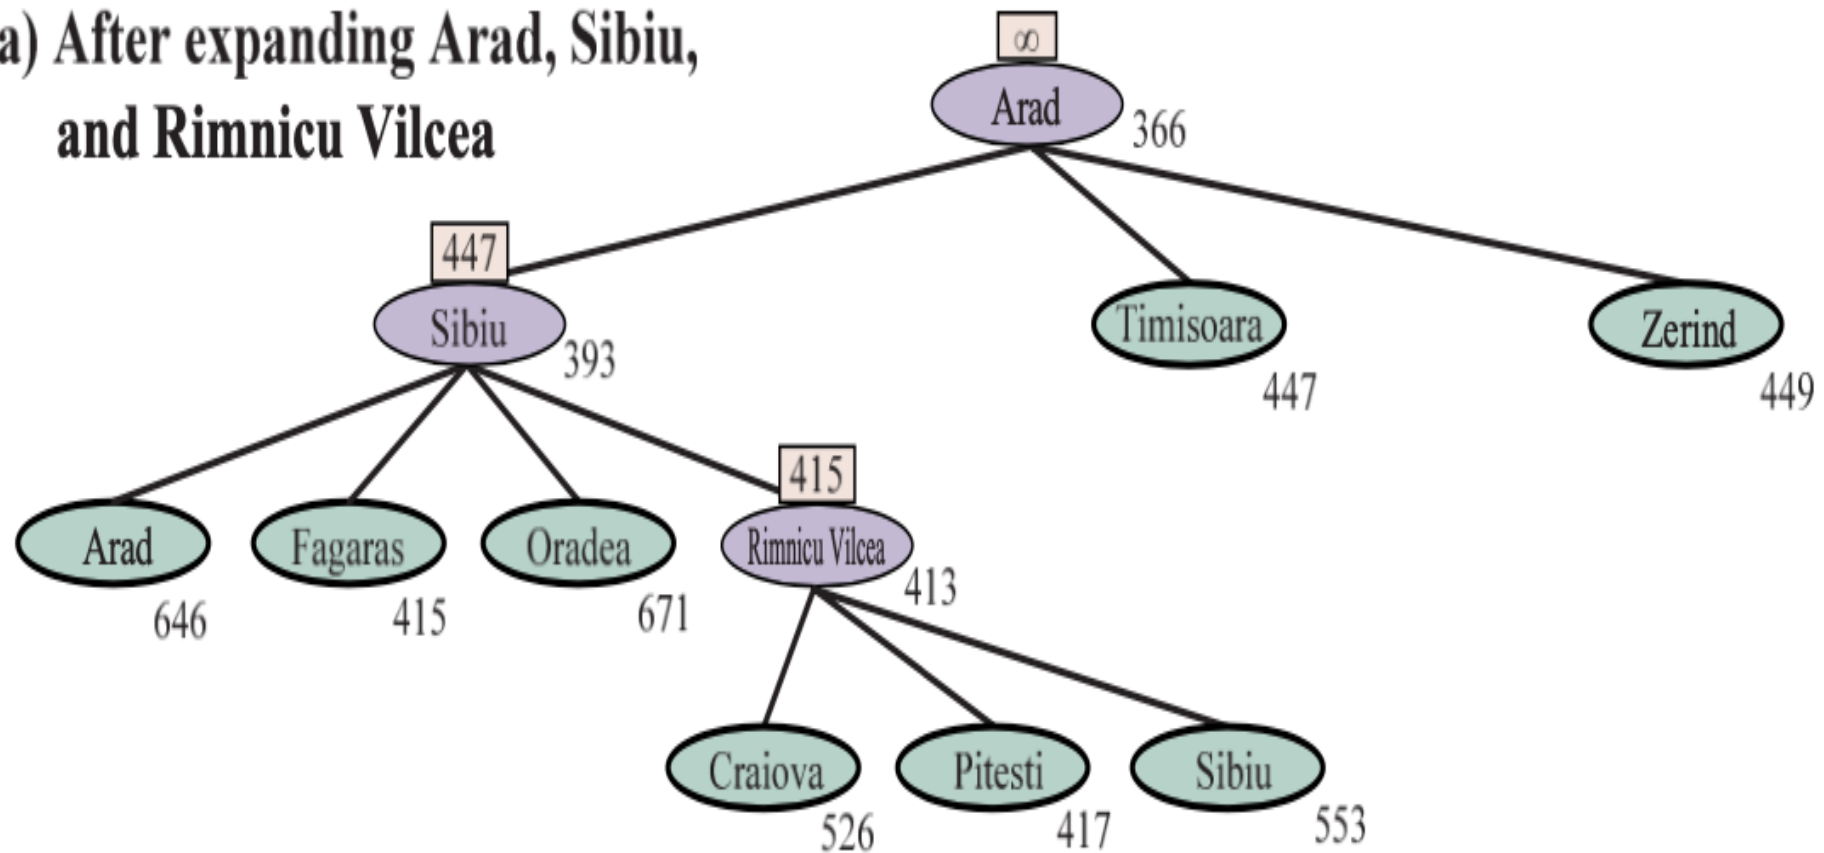 a) After expanding Arad, Sibiu,
and Rimnicu Vilcea
∞
Arad
366
447
Sibiu
393
Timisoara
447
Zerind
449
Arad
646
Fagaras
415
Oradea
671
415
Rimnicu Vilcea
413
Craiova
526
Pitesti
417
Sibiu
553